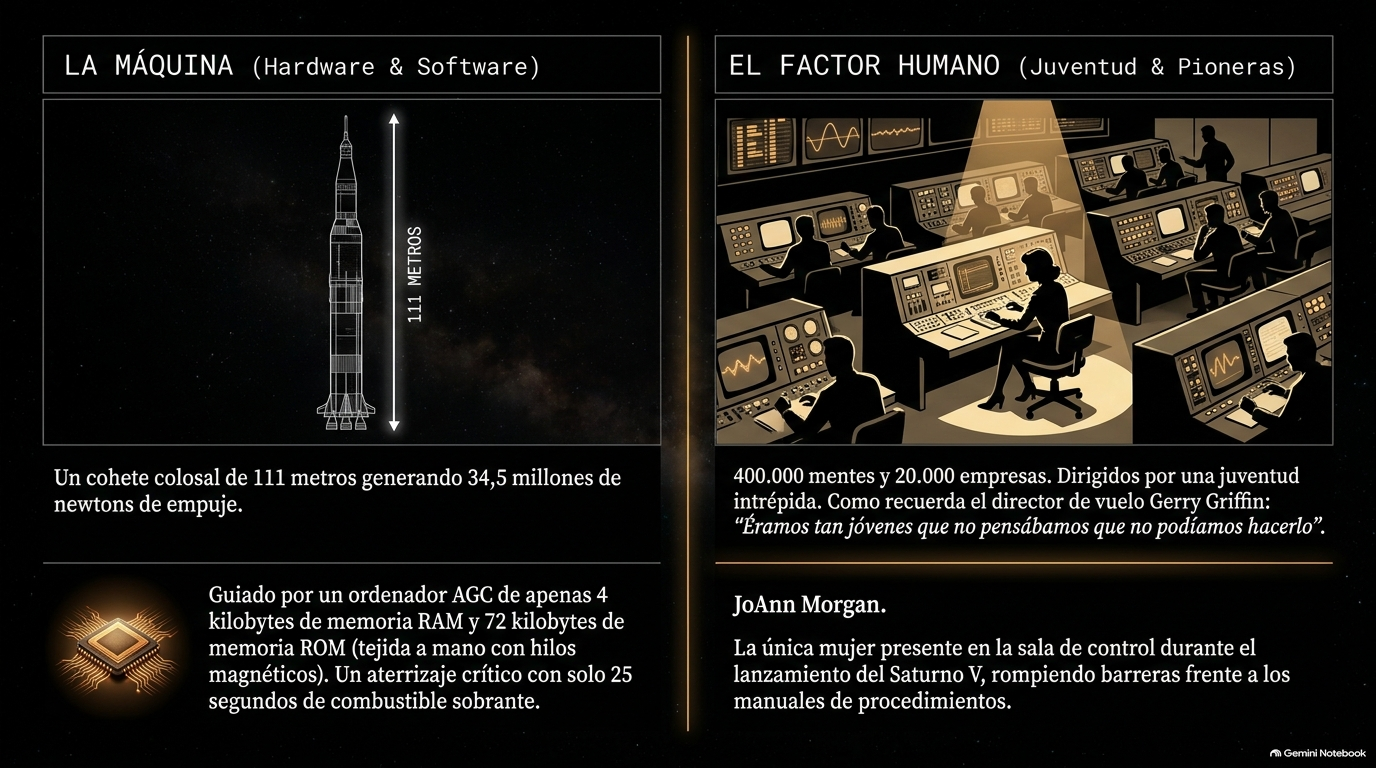 LA MÁQUINA (Hardware & Software)
111 METROS
Un cohete colosal de 111 metros generando 34,5 millones de
newtons de empuje.
Guiado por un ordenador AGC de apenas 4
kilobytes de memoria RAM y 72 kilobytes de
memoria ROM (tejida a mano con hilos
magnéticos). Un aterrizaje crítico con solo 25
segundos de combustible sobrante.
EL FACTOR HUMANO (Juventud & Pioneras)
400.000 mentes y 20.000 empresas. Dirigidos por una juventud
intrépida. Como recuerda el director de vuelo Gerry Griffin:
“Éramos tan jóvenes que no pensábamos que no podíamos hacerlo”.
JoAnn Morgan.
La única mujer presente en la sala de control durante el
lanzamiento del Saturno V, rompiendo barreras frente a los
manuales de procedimientos.
Gemini Notebook